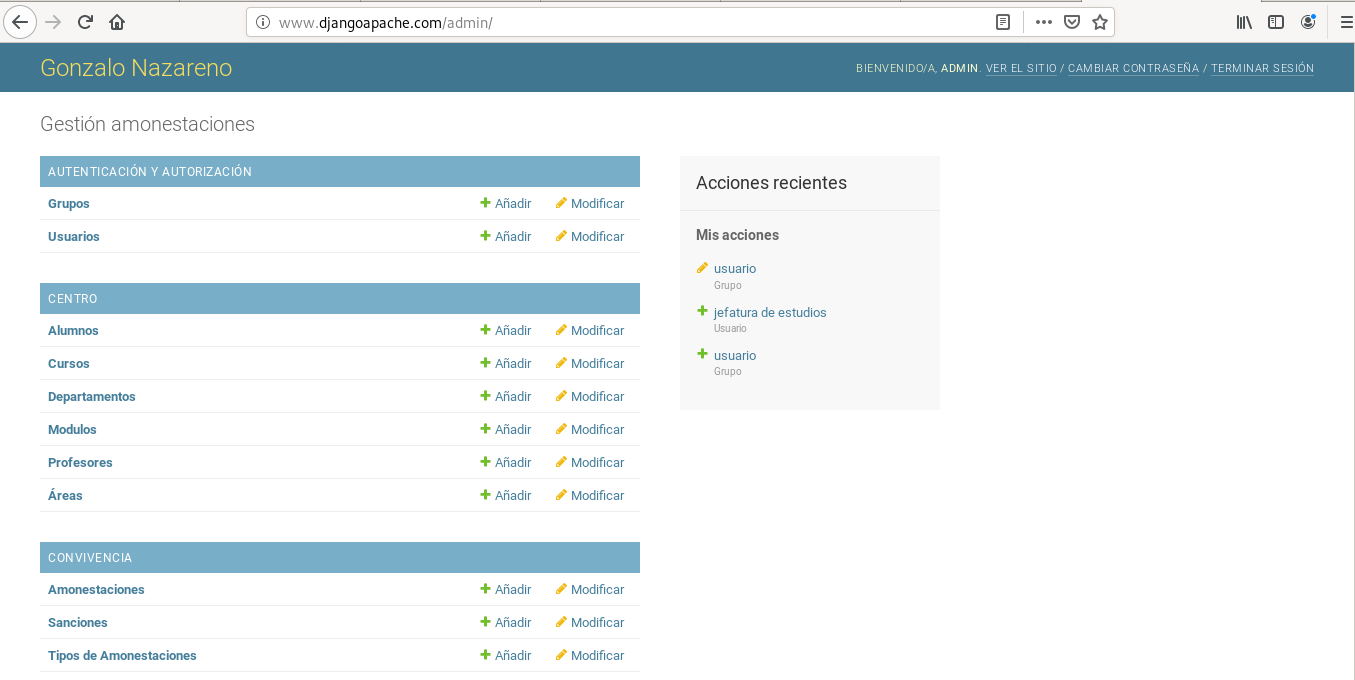 www.djangoapache.com/admin/
Gonzalo Nazareno
BIENVENIDO/A, ADMIN. VER EL SITIO / CAMBIAR CONTRASEÑA / TERMINAR SESIÓN
Gestión amonestaciones
AUTENTICACIÓN Y AUTORIZACIÓN
Grupos Añadir Modificar
Usuarios Añadir Modificar
CENTRO
Alumnos Añadir Modificar
Cursos Añadir Modificar
Departamentos Añadir Modificar
Modulos Añadir Modificar
Profesores Añadir Modificar
Áreas Añadir Modificar
CONVIVENCIA
Amonestaciones Añadir Modificar
Sanciones Añadir Modificar
Tipos de Amonestaciones Añadir Modificar
Acciones recientes
Mis acciones
usuario
Grupo
jefatura de estudios
Usuario
usuario
Grupo